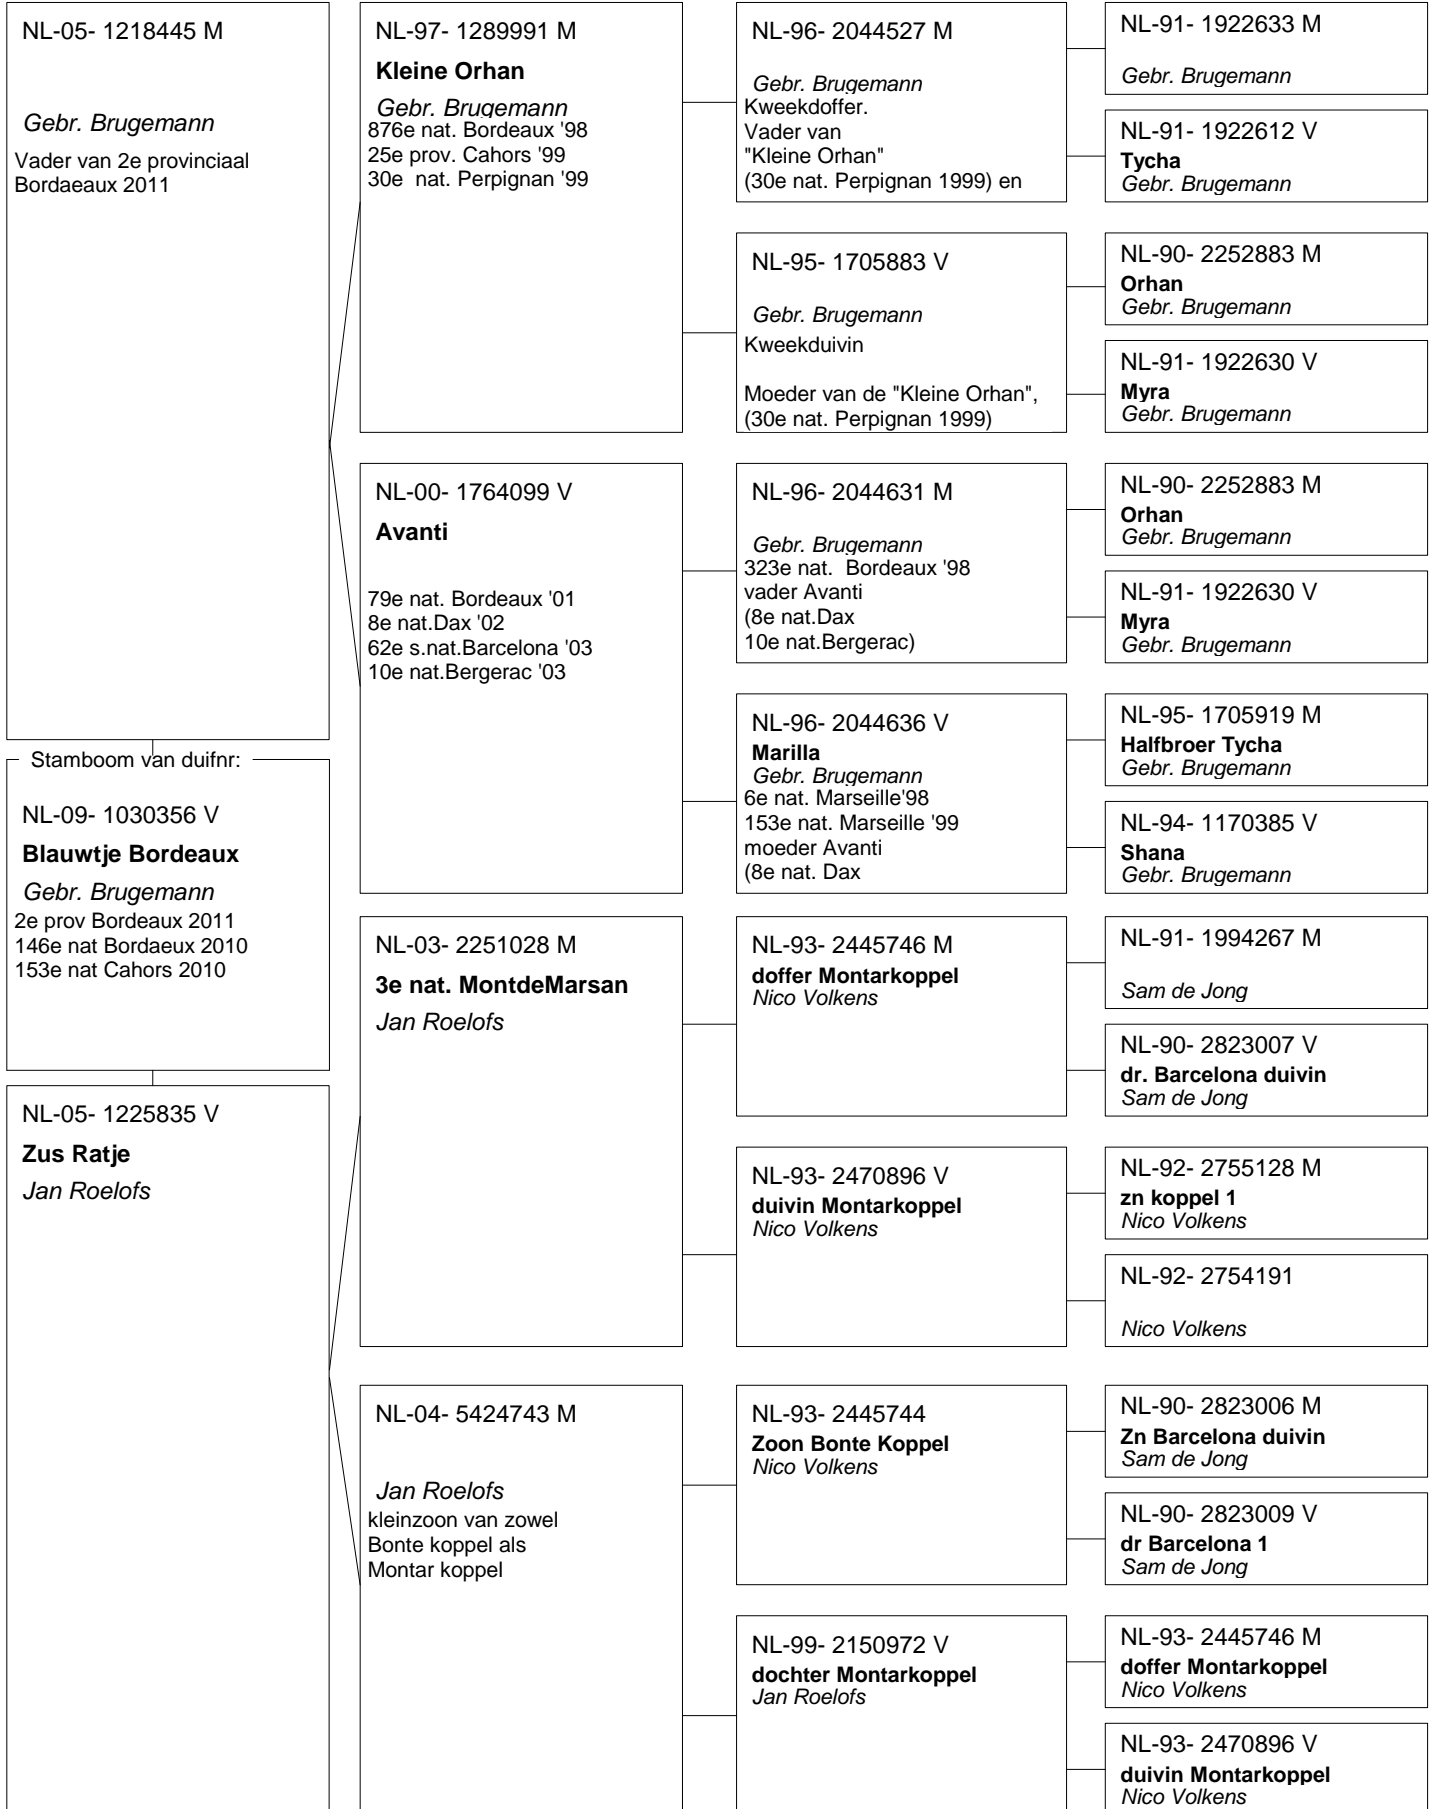 NL-05- 1218445 M
Gebr. Brugemann
Vader van 2e provinciaal
Bordaeaux 2011
Stamboom van duifnr:
NL-09- 1030356 V
Blauwtje Bordeaux
Gebr. Brugemann
2e prov Bordeaux 2011
146e nat Bordaeux 2010
153e nat Cahors 2010
NL-05- 1225835 V
Zus Ratje
Jan Roelofs
NL-97- 1289991 M
Kleine Orhan
Gebr. Brugemann
876e nat. Bordeaux '98
25e prov. Cahors '99
30e  nat. Perpignan '99
NL-00- 1764099 V
Avanti
79e nat. Bordeaux '01
8e nat.Dax '02
62e s.nat.Barcelona '03
10e nat.Bergerac '03
NL-03- 2251028 M
3e nat. MontdeMarsan
Jan Roelofs
NL-04- 5424743 M
Jan Roelofs
kleinzoon van zowel
Bonte koppel als
Montar koppel
NL-96- 2044527 M
Gebr. Brugemann
Kweekdoffer.
Vader van
"Kleine Orhan"
(30e nat. Perpignan 1999) en
NL-95- 1705883 V
Gebr. Brugemann
Kweekduivin
Moeder van de "Kleine Orhan",
(30e nat. Perpignan 1999)
NL-96- 2044631 M
Gebr. Brugemann
323e nat.  Bordeaux '98
vader Avanti
(8e nat.Dax
10e nat.Bergerac)
NL-96- 2044636 V
Marilla
Gebr. Brugemann
6e nat. Marseille'98
153e nat. Marseille '99
moeder Avanti
(8e nat. Dax
NL-93- 2445746 M
doffer Montarkoppel
Nico Volkens
NL-93- 2470896 V
duivin Montarkoppel
Nico Volkens
NL-93- 2445744
Zoon Bonte Koppel
Nico Volkens
NL-99- 2150972 V
dochter Montarkoppel
Jan Roelofs
NL-91- 1922633 M
Gebr. Brugemann
NL-91- 1922612 V
Tycha
Gebr. Brugemann
NL-90- 2252883 M
Orhan
Gebr. Brugemann
NL-91- 1922630 V
Myra
Gebr. Brugemann
NL-90- 2252883 M
Orhan
Gebr. Brugemann
NL-91- 1922630 V
Myra
Gebr. Brugemann
NL-95- 1705919 M
Halfbroer Tycha
Gebr. Brugemann
NL-94- 1170385 V
Shana
Gebr. Brugemann
NL-91- 1994267 M
Sam de Jong
NL-90- 2823007 V
dr. Barcelona duivin
Sam de Jong
NL-92- 2755128 M
zn koppel 1
Nico Volkens
NL-92- 2754191
Nico Volkens
NL-90- 2823006 M
Zn Barcelona duivin
Sam de Jong
NL-90- 2823009 V
dr Barcelona 1
Sam de Jong
NL-93- 2445746 M
doffer Montarkoppel
Nico Volkens
NL-93- 2470896 V
duivin Montarkoppel
Nico Volkens